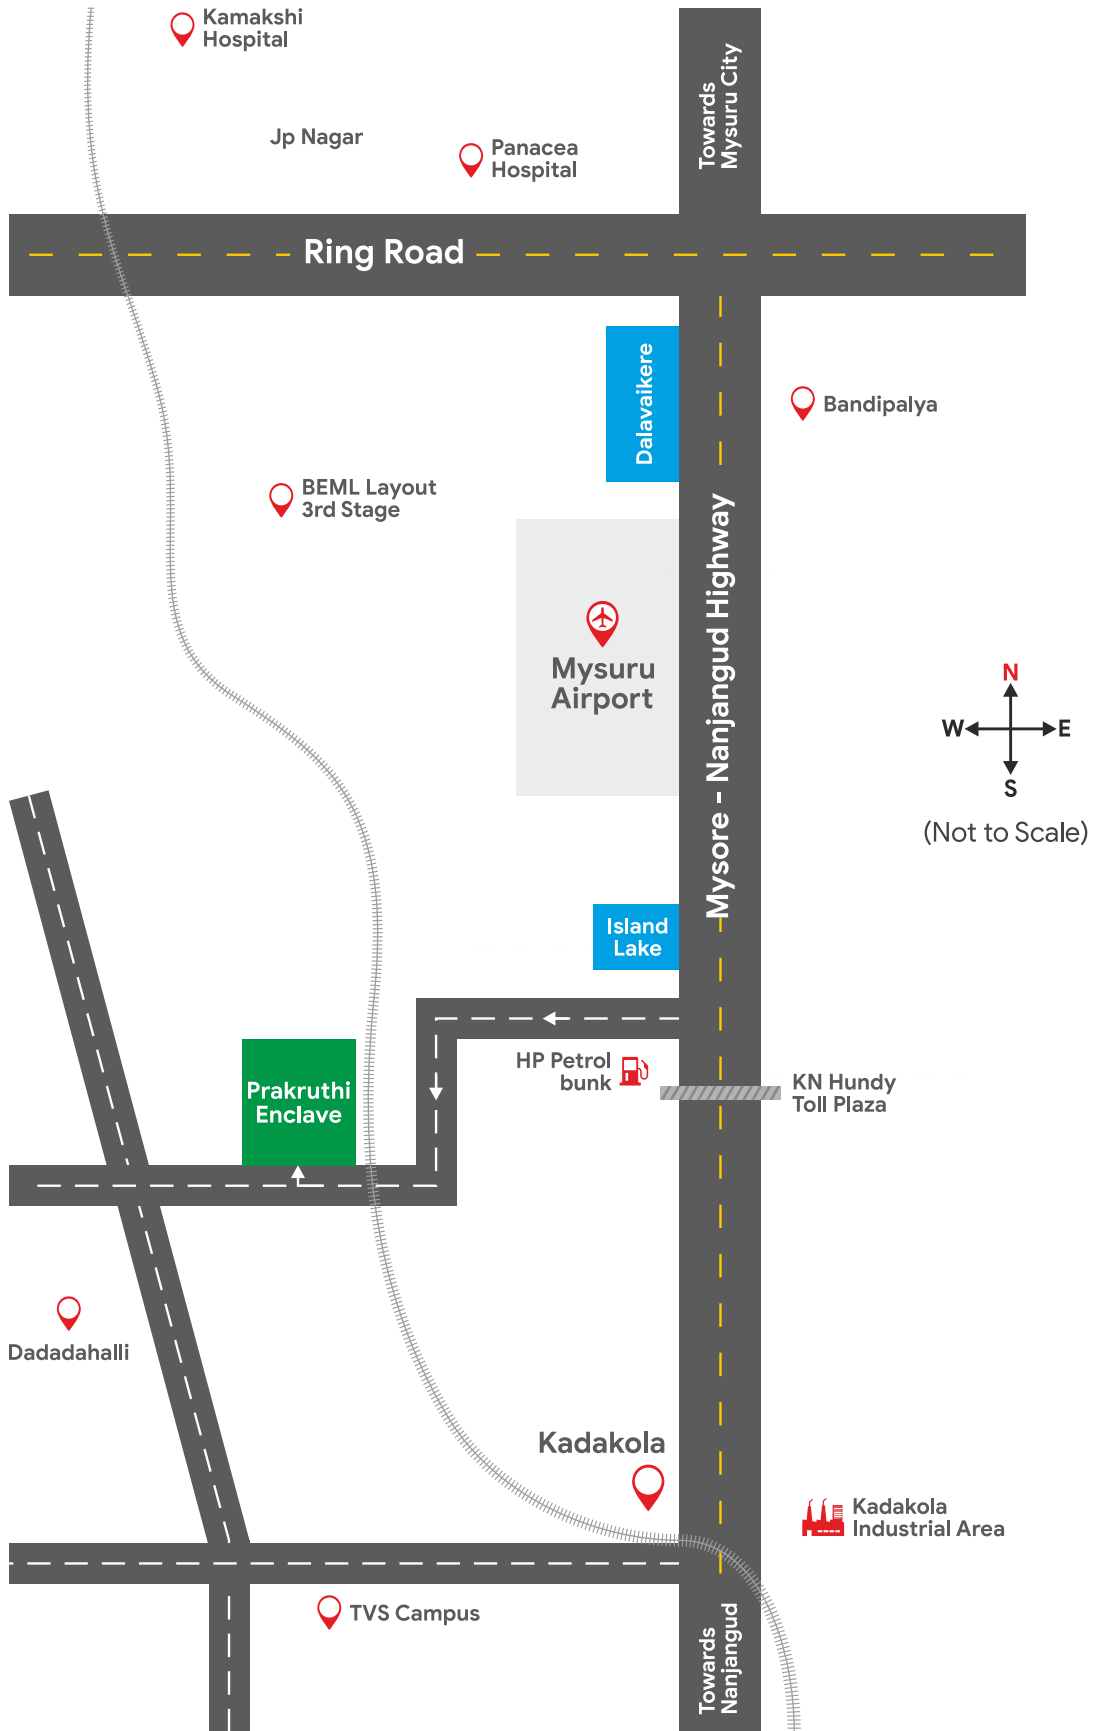 Kamakshi
Hospital
Towards
Mysuru City
Jp Nagar
Panacea
Hospital
Ring Road
Dalavaikere
Bandipalya
BEML Layout
3rd Stage
Mysore - Nanjangud Highway
Mysuru
Airport
N
W
E
S
(Not to Scale)
Island
Lake
HP Petrol
bunk
KN Hundy
Toll Plaza
Prakruthi
Enclave
Dadadahalli
Kadakola
Kadakola
Industrial Area
TVS Campus
Towards
Nanjangud